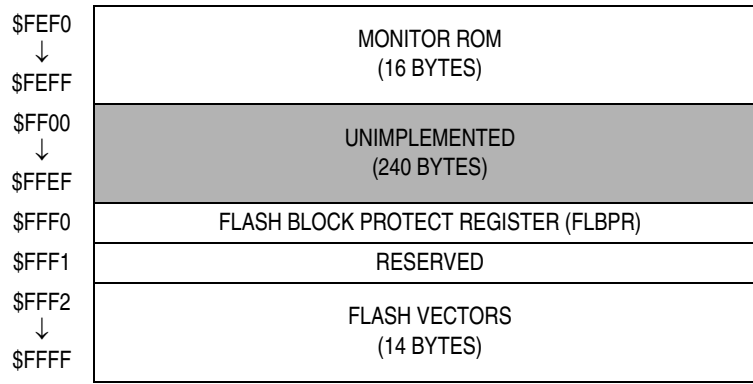 $FEF0
↓
$FEFF
MONITOR ROM
(16 BYTES)
$FF00
↓
$FFEF
UNIMPLEMENTED
(240 BYTES)
$FFF0
FLASH BLOCK PROTECT REGISTER (FLBPR)
$FFF1
RESERVED
$FFF2
↓
$FFFF
FLASH VECTORS
(14 BYTES)